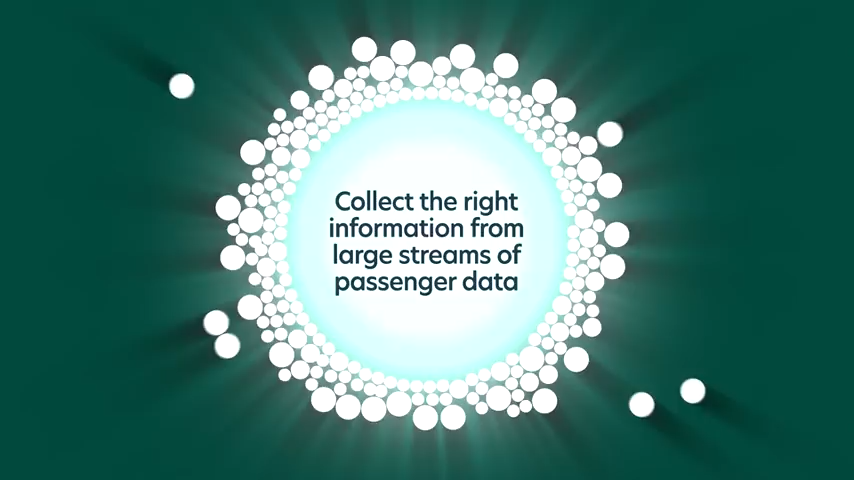 Collect the right
information from
large streams of
passenger data